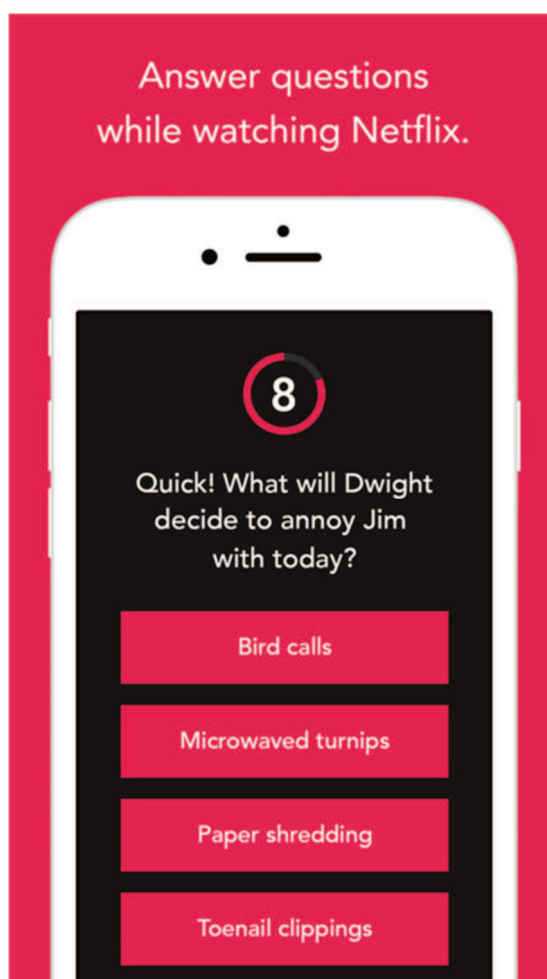 Answer questions
while watching Netflix.
8
Quick! What will Dwight
decide to annoy Jim
with today?
Bird calls
Microwaved turnips
Paper shredding
Toenail clippings